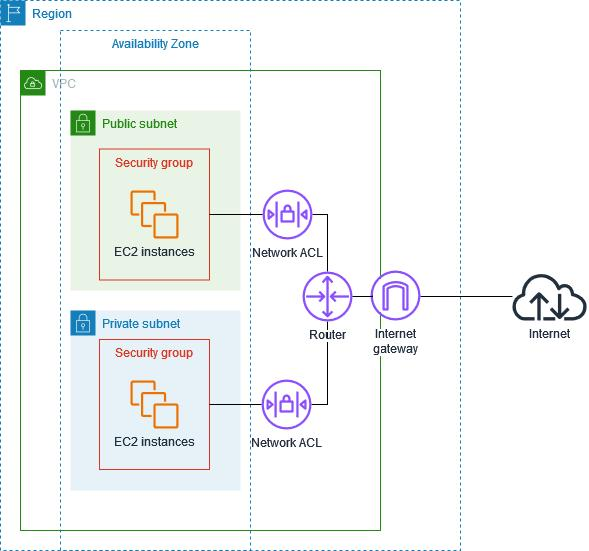 Region
Availability Zone
VPC
Public subnet
Security group
EC2 instances
Network ACL
Private subnet
Security group
EC2 instances
Network ACL
Router
Internet
gateway
Internet